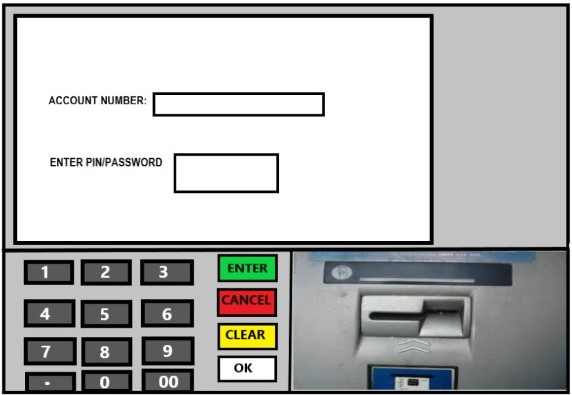 ACCOUNT NUMBER:
ENTER PIN/PASSWORD
1 2 3 ENTER
4 5 6 CANCEL
7 8 9 CLEAR
. 0 00 OK